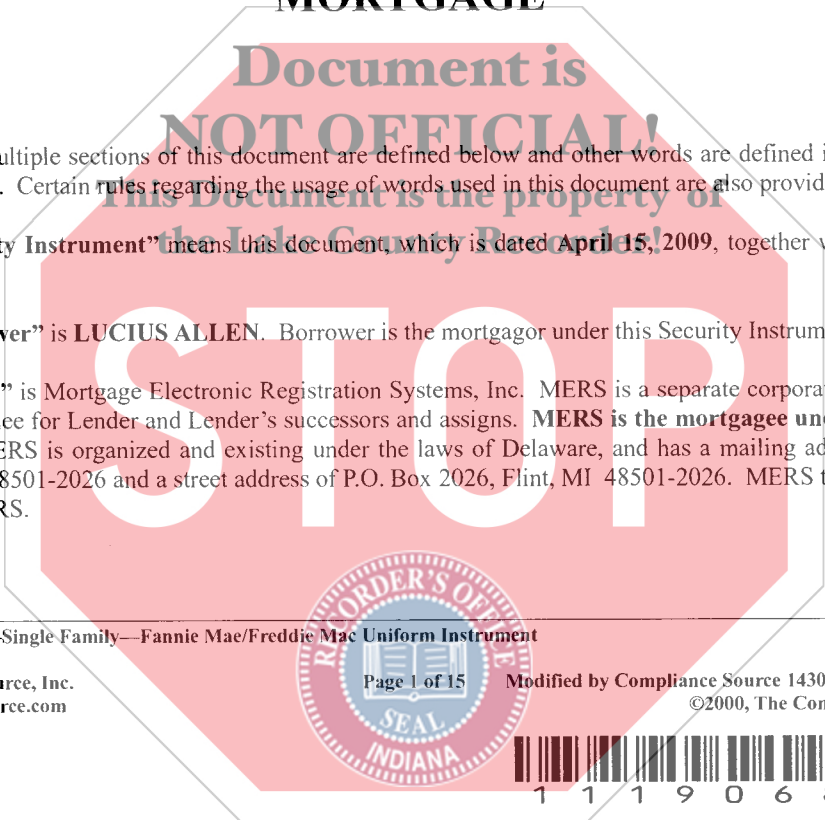 MORTGAGE
Document is
NOT OFFICIAL!
ultiple sections of this document are defined below and other words are defined
. Certain rules regarding the usage of words used in this document are also provid
This Document is the property of
ty Instrument” means this document, which is dated April 15, 2009, together
the Lake County Recorder!
wer” is LUCIUS ALLEN. Borrower is the mortgagor under this Security Instrum
STOP
” is Mortgage Electronic Registration Systems, Inc. MERS is a separate corpora
ee for Lender and Lender’s successors and assigns. MERS is the mortgagee un
ERS is organized and existing under the laws of Delaware, and has a mailing ad
8501-2026 and a street address of P.O. Box 2026, Flint, MI 48501-2026. MERS
RS.
RECORDER'S OFFICE
-Single Family—Fannie Mae/Freddie Mac Uniform Instrument
urce, Inc. Page 1 of 15 Modified by Compliance Source 1430
rce.com ©2000, The Com
SEAL
INDIANA
1 1 1 9 0 6